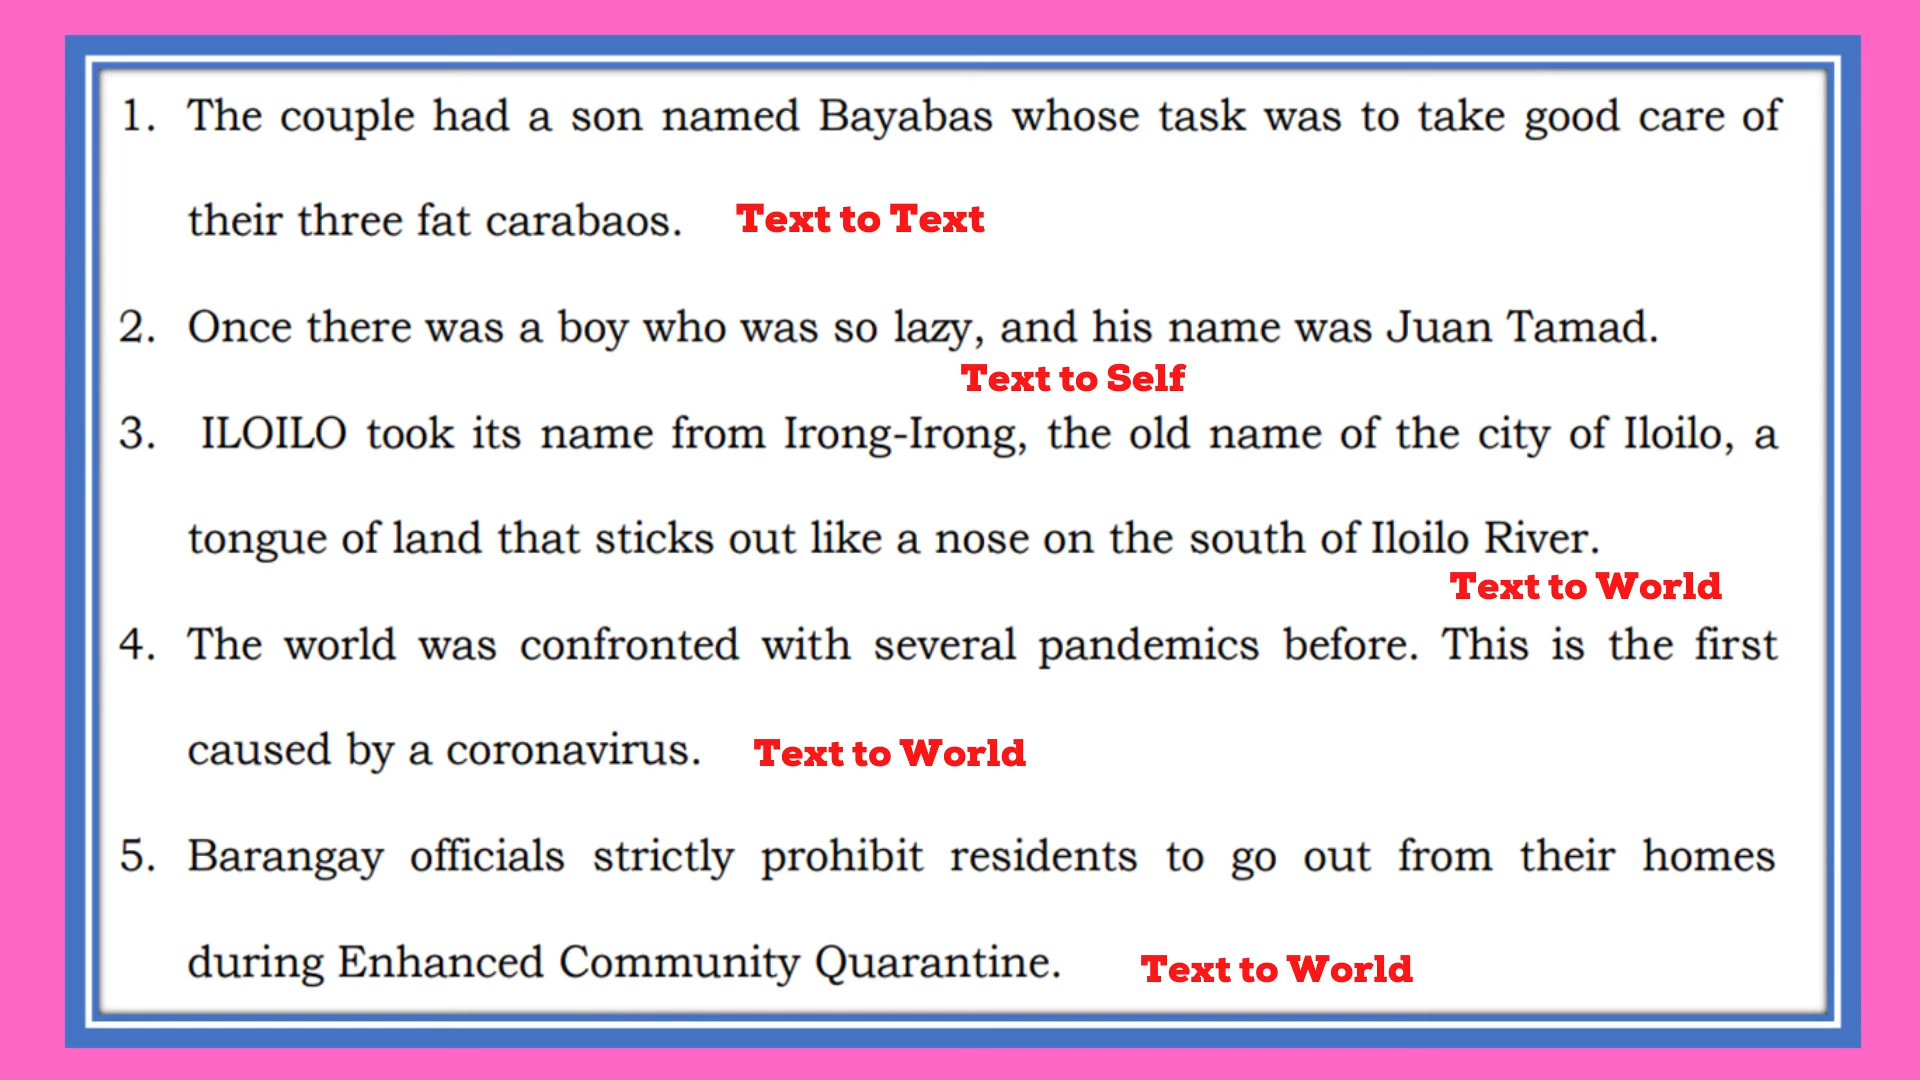 1. The couple had a son named Bayabas whose task was to take good care of
their three fat carabaos. Text to Text
2. Once there was a boy who was so lazy, and his name was Juan Tamad.
Text to Self
3. ILOILO took its name from Irong-Irong, the old name of the city of Iloilo, a
tongue of land that sticks out like a nose on the south of Iloilo River.
Text to World
4. The world was confronted with several pandemics before. This is the first
caused by a coronavirus. Text to World
5. Barangay officials strictly prohibit residents to go out from their homes
during Enhanced Community Quarantine. Text to World